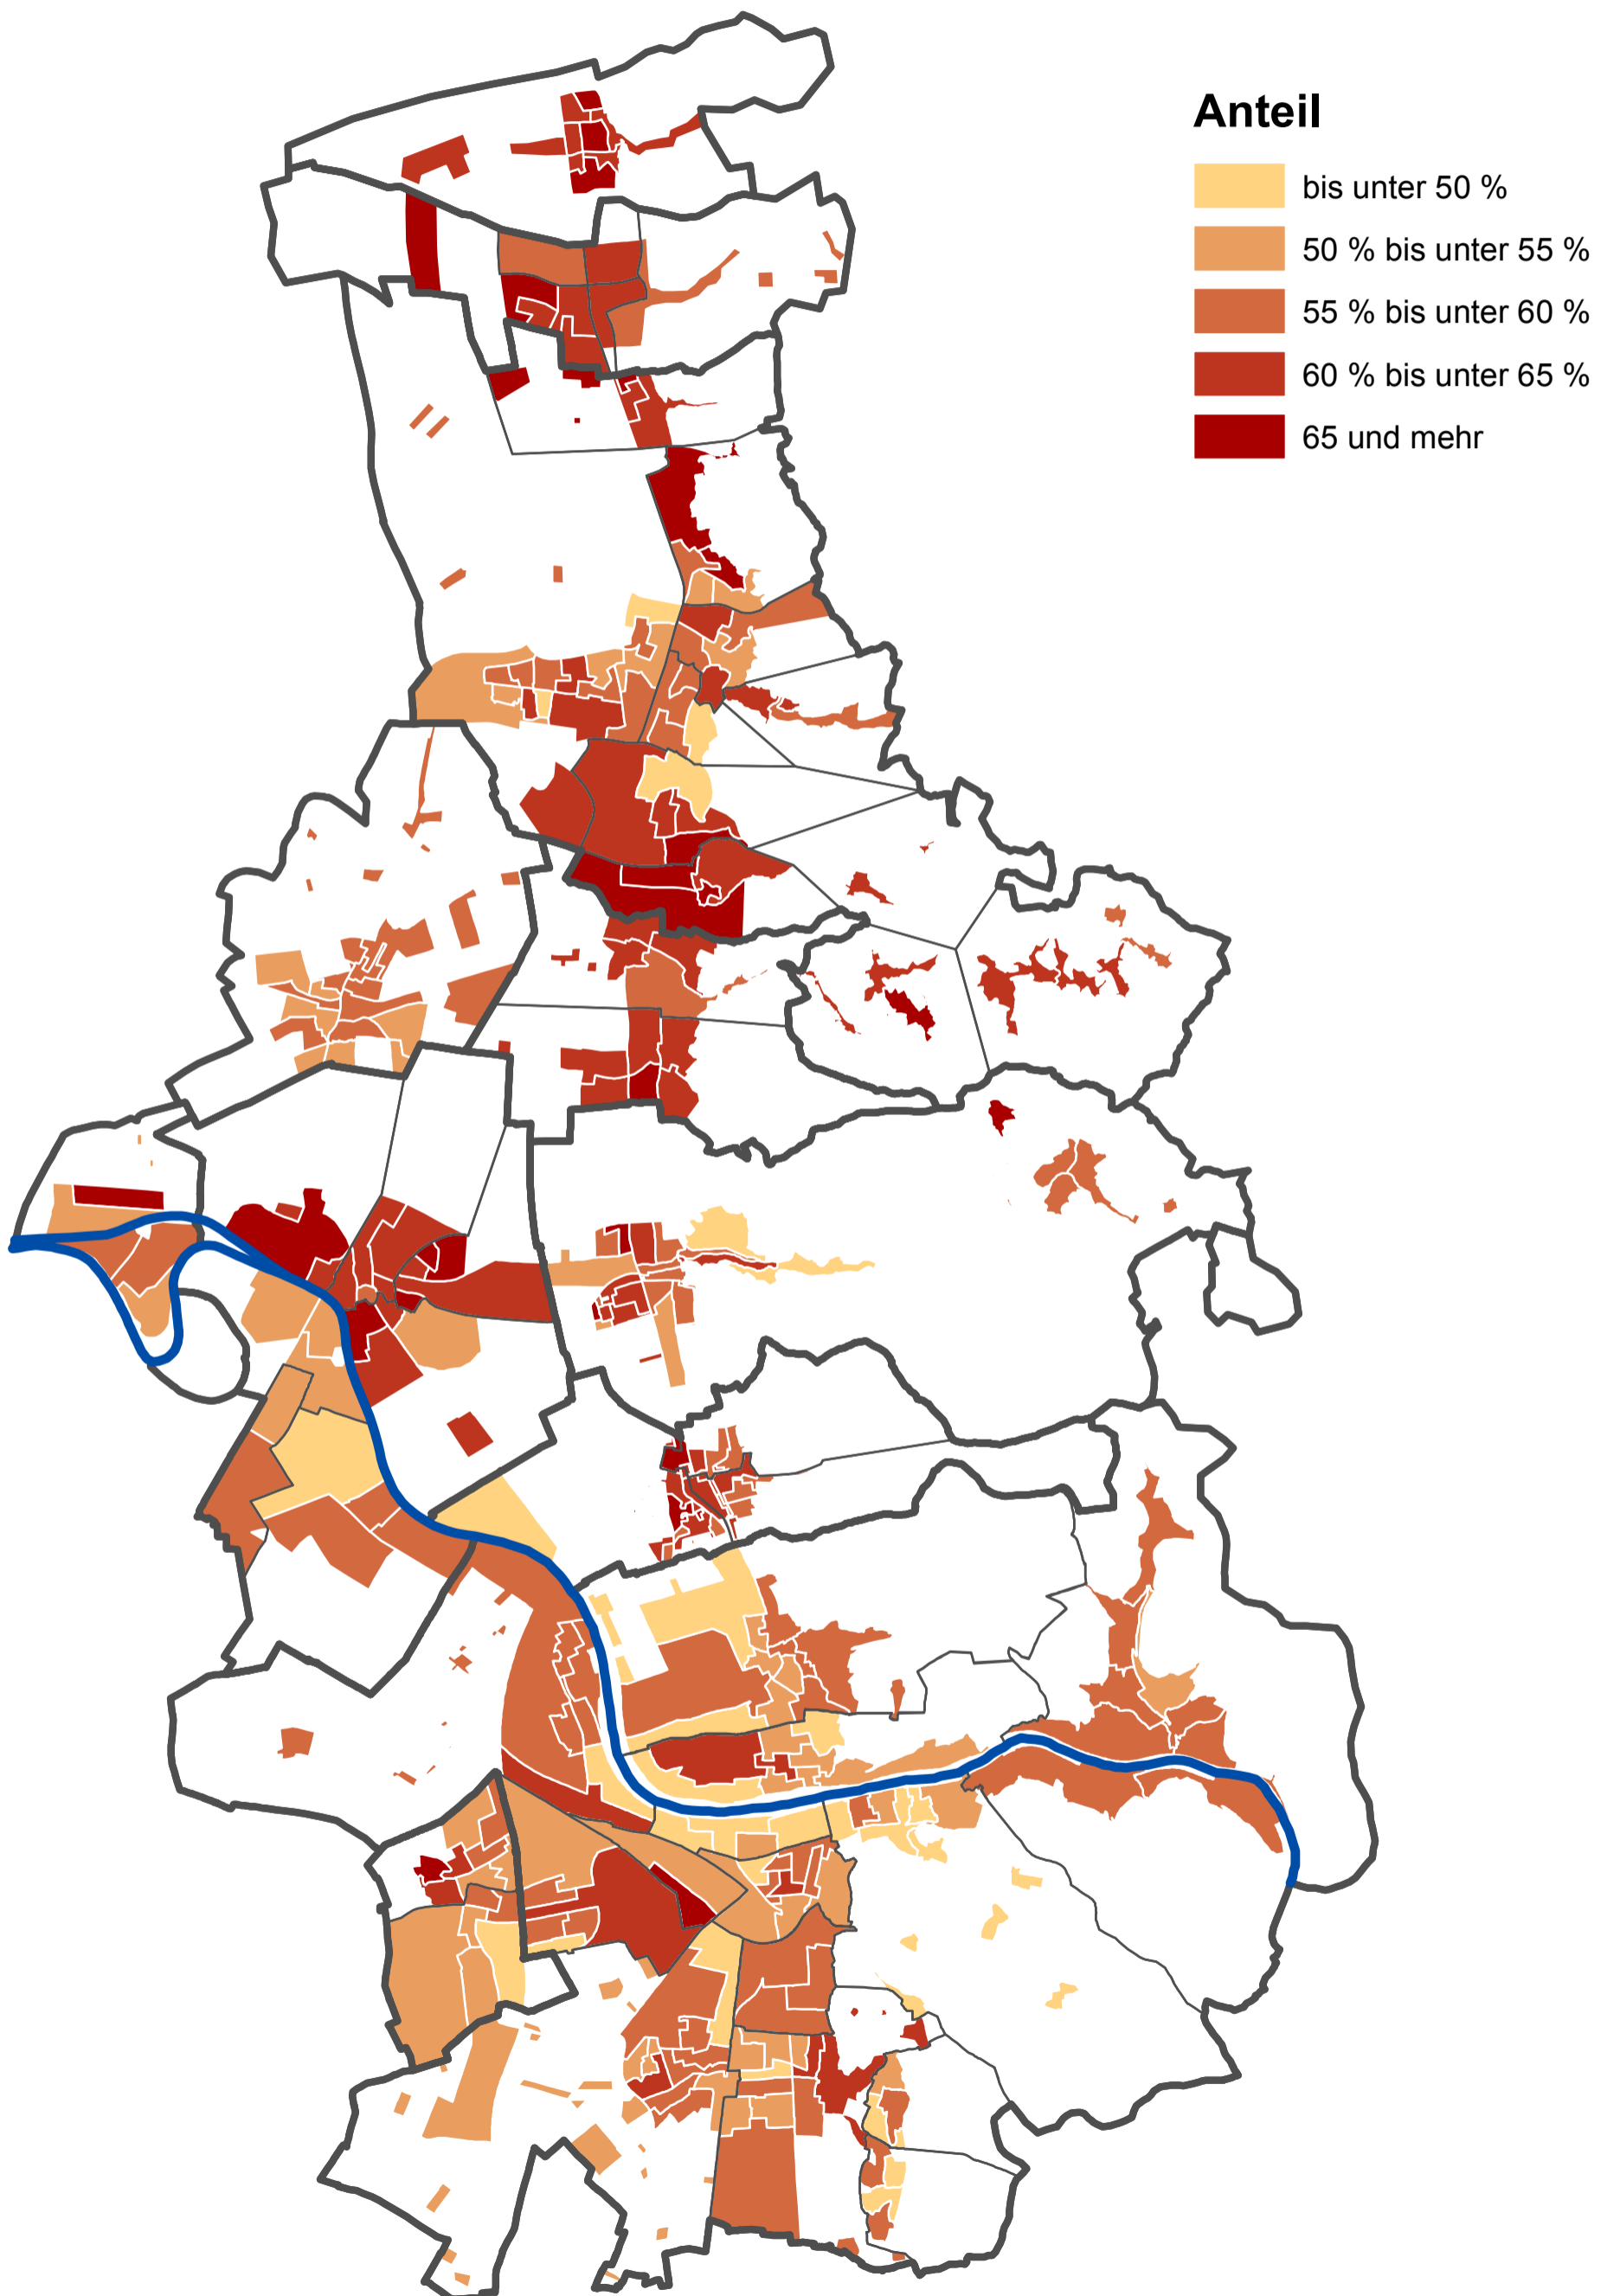 Anteil
bis unter 50 %
50 % bis unter 55 %
55 % bis unter 60 %
60 % bis unter 65 %
65 und mehr